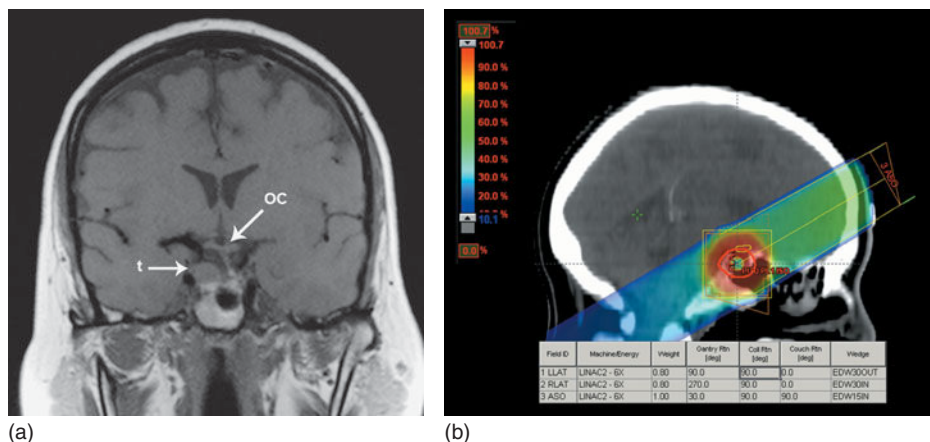 OC
t
(a)
100.7 %
100.7
90.0 %
80.0 %
70.0 %
60.0 %
50.0 %
40.0 %
30.0 %
20.0 %
10.1
0.0 %
3 ASO
Field ID Machine/Energy Weight Gantry Rtn [deg] Coll Rtn [deg] Couch Rtn [deg] Wedge
1 LLAT LINAC2 - 6X 0.80 90.0 90.0 0.0 EDW30OUT
2 RLAT LINAC2 - 6X 0.80 270.0 90.0 0.0 EDW30IN
3 ASO LINAC2 - 6X 1.00 30.0 90.0 90.0 EDW15IN
(b)